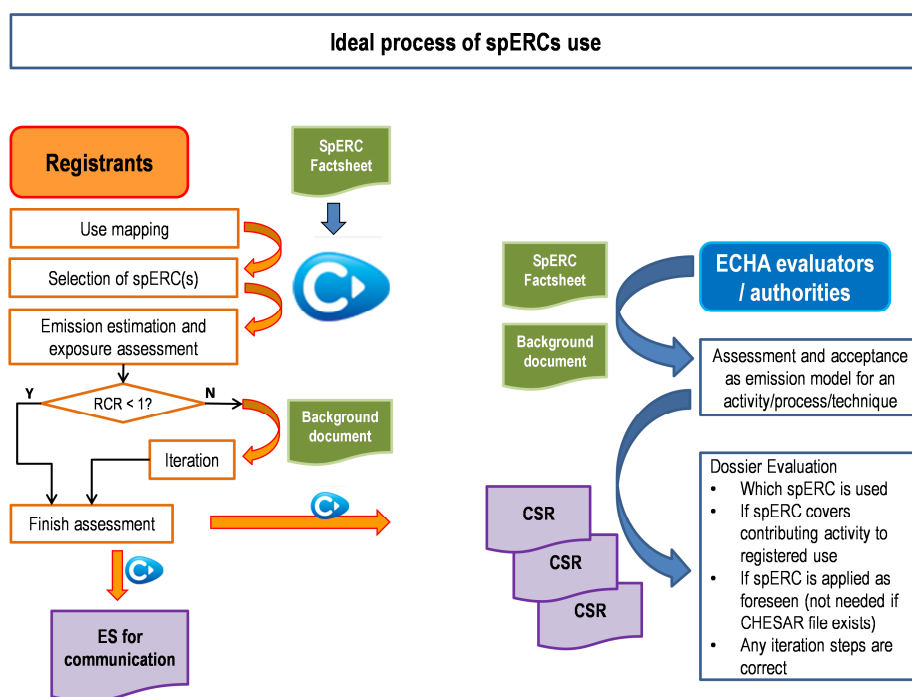 Ideal process of spERCs use
Registrants
Use mapping
Selection of spERC(s)
Emission estimation and
exposure assessment
Y
RCR < 1?
N
Iteration
Finish assessment
ES for
communication
SpERC
Factsheet
Background
document
SpERC
Factsheet
Background
document
ECHA evaluators
/ authorities
Assessment and acceptance
as emission model for an
activity/process/technique
CSR
CSR
CSR
Dossier Evaluation
• Which spERC is used
• If spERC covers
contributing activity to
registered use
• If spERC is applied as
foreseen (not needed if
CHESAR file exists)
• Any iteration steps are
correct